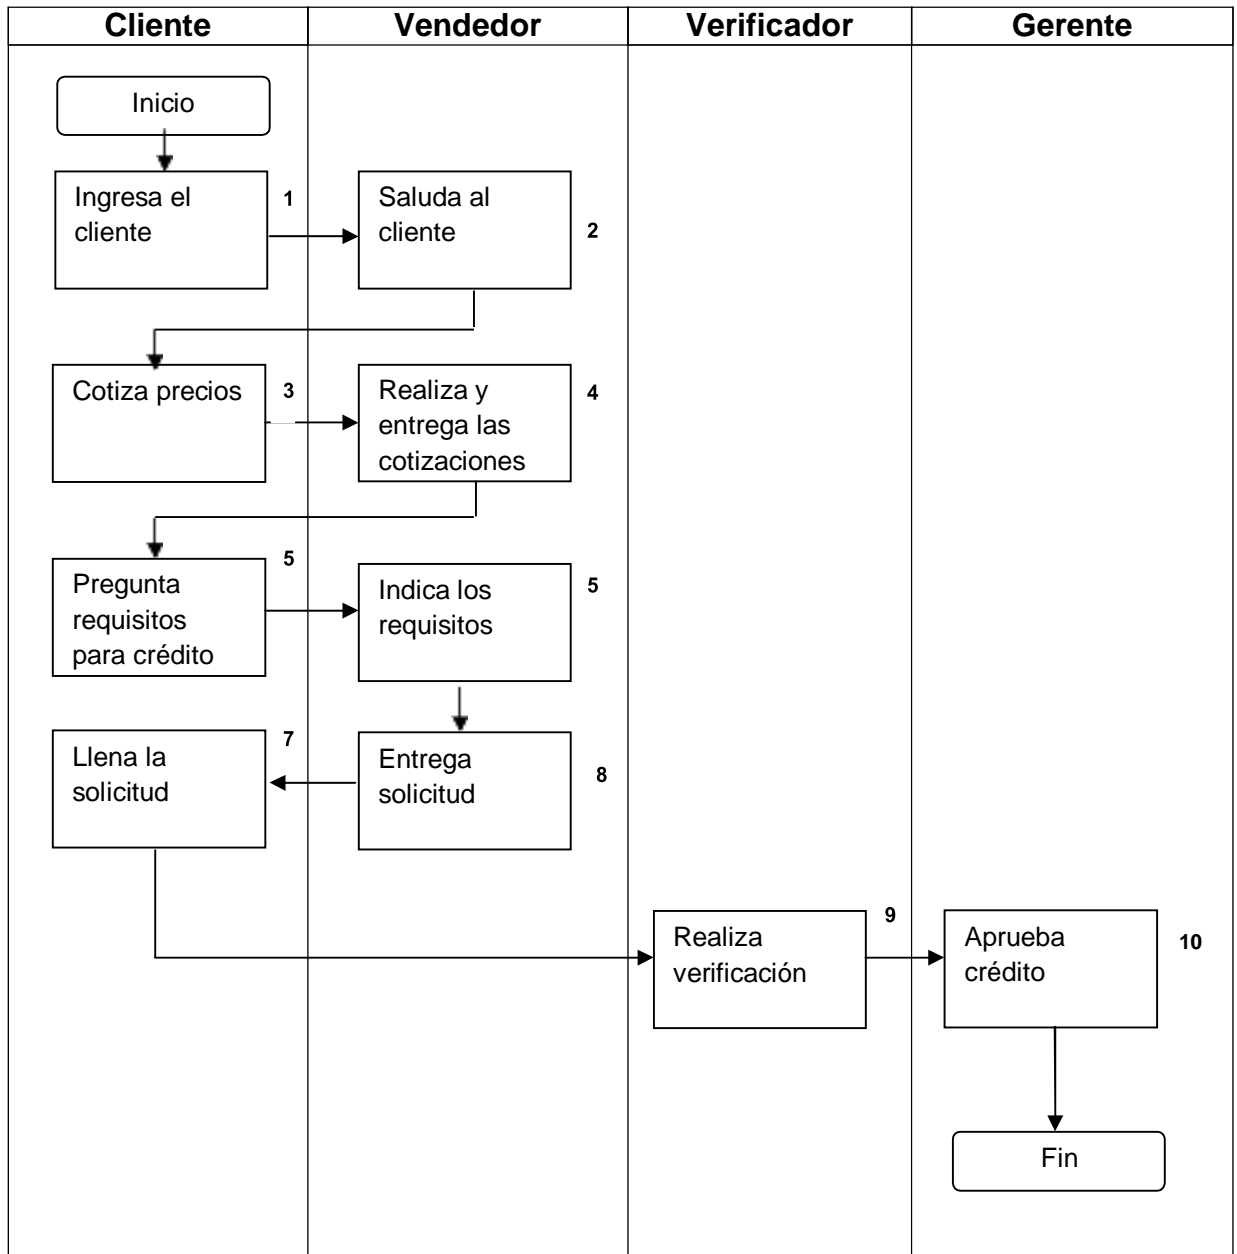 Cliente Vendedor Verificador Gerente
Inicio
Ingresa el
cliente
1
Saluda al
cliente
2
Cotiza precios
3
Realiza y
entrega las
cotizaciones
4
Pregunta
requisitos
para crédito
5
Indica los
requisitos
5
Llena la
solicitud
7
Entrega
solicitud
8
Realiza
verificación
9
Aprueba
crédito
10
Fin